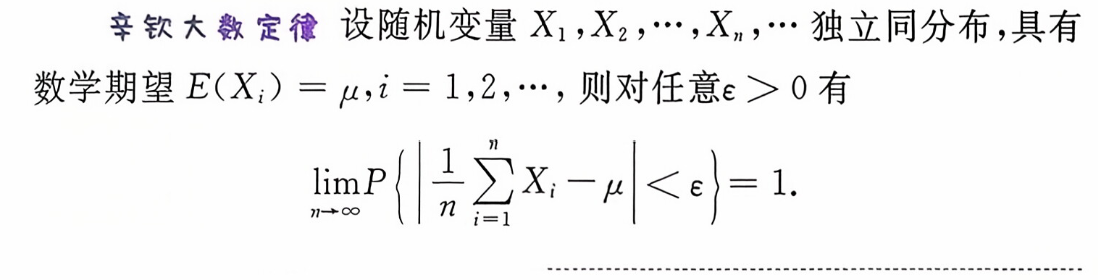 辛钦大数定律 设随机变量 X₁,X₂,⋯,Xₙ,⋯ 独立同分布,具有
数学期望 E(Xᵢ) = μ,i = 1,2,⋯, 则对任意ε > 0 有
lim_{n→∞} P{ | \frac{1}{n} ∑_{i=1}^{n} Xᵢ − μ | < ε } = 1.